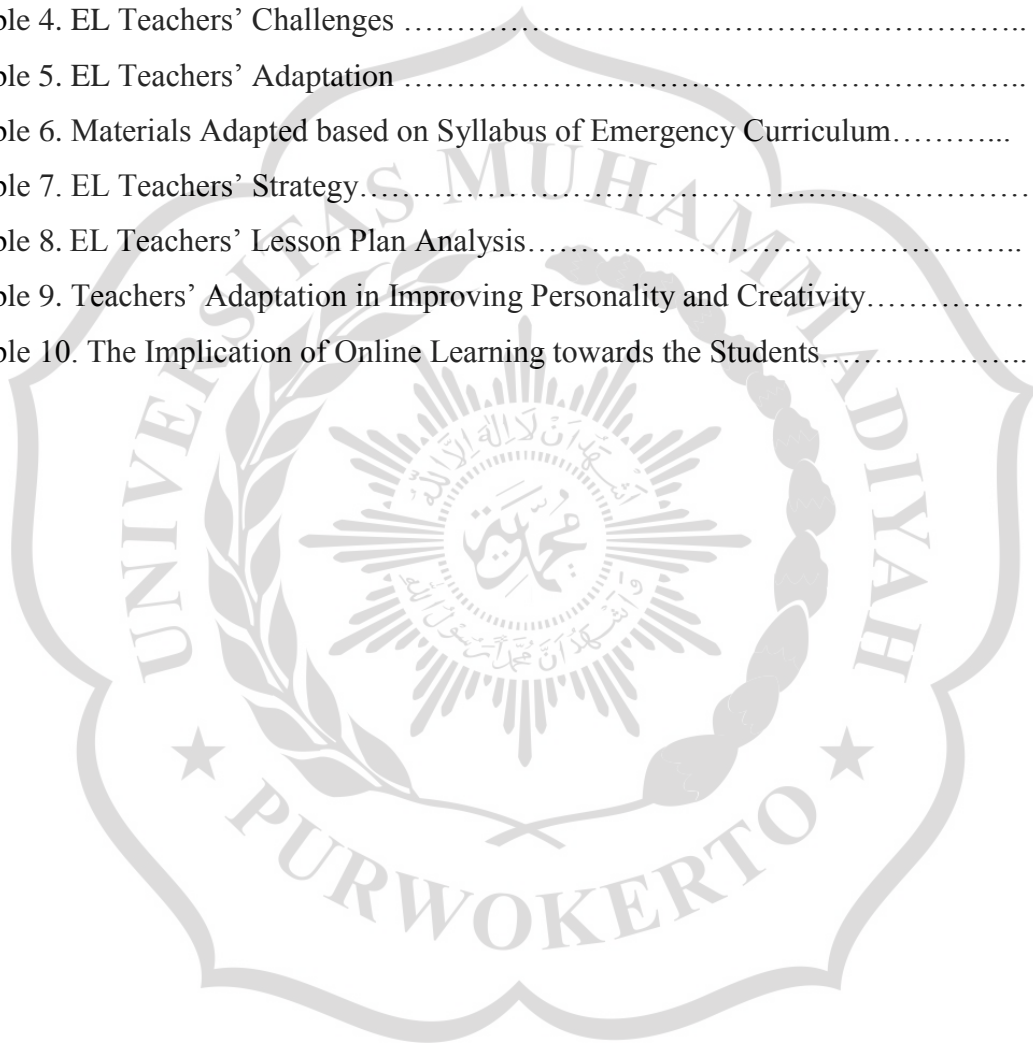 ble 4. EL Teachers' Challenges …………………………………………………..
ble 5. EL Teachers' Adaptation …………………………………………………..
ble 6. Materials Adapted based on Syllabus of Emergency Curriculum………...
ble 7. EL Teachers' Strategy………………………………………………………
ble 8. EL Teachers' Lesson Plan Analysis………………………………………..
ble 9. Teachers' Adaptation in Improving Personality and Creativity……………
ble 10. The Implication of Online Learning towards the Students………………..
UNIVERSITAS MUHAMMADIYAH
PURWOKERTO